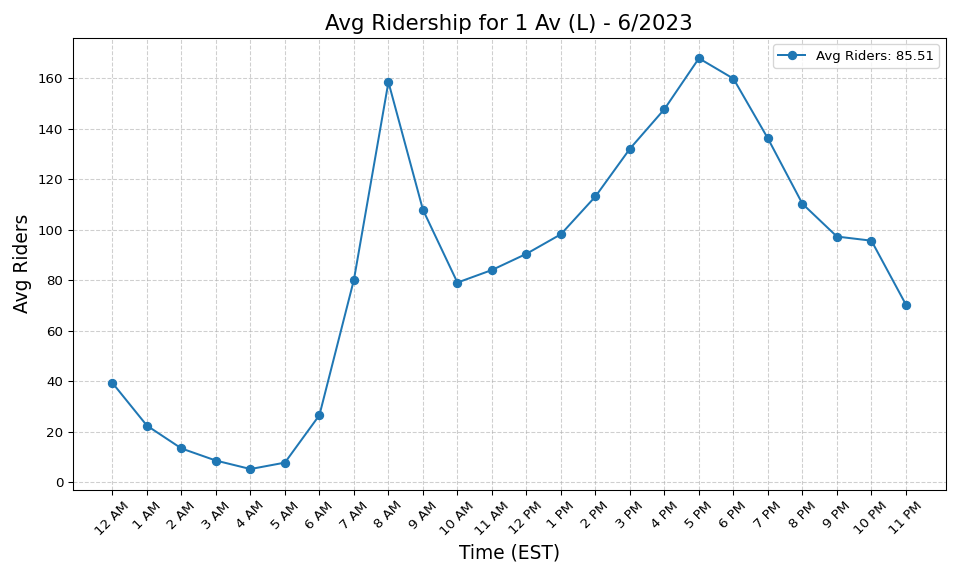 Avg Ridership for 1 Av (L) - 6/2023
Avg Riders: 85.51
Avg Riders
160
140
120
100
80
60
40
20
0
12 AM
1 AM
2 AM
3 AM
4 AM
5 AM
6 AM
7 AM
8 AM
9 AM
10 AM
11 AM
12 PM
1 PM
2 PM
3 PM
4 PM
5 PM
6 PM
7 PM
8 PM
9 PM
10 PM
11 PM
Time (EST)